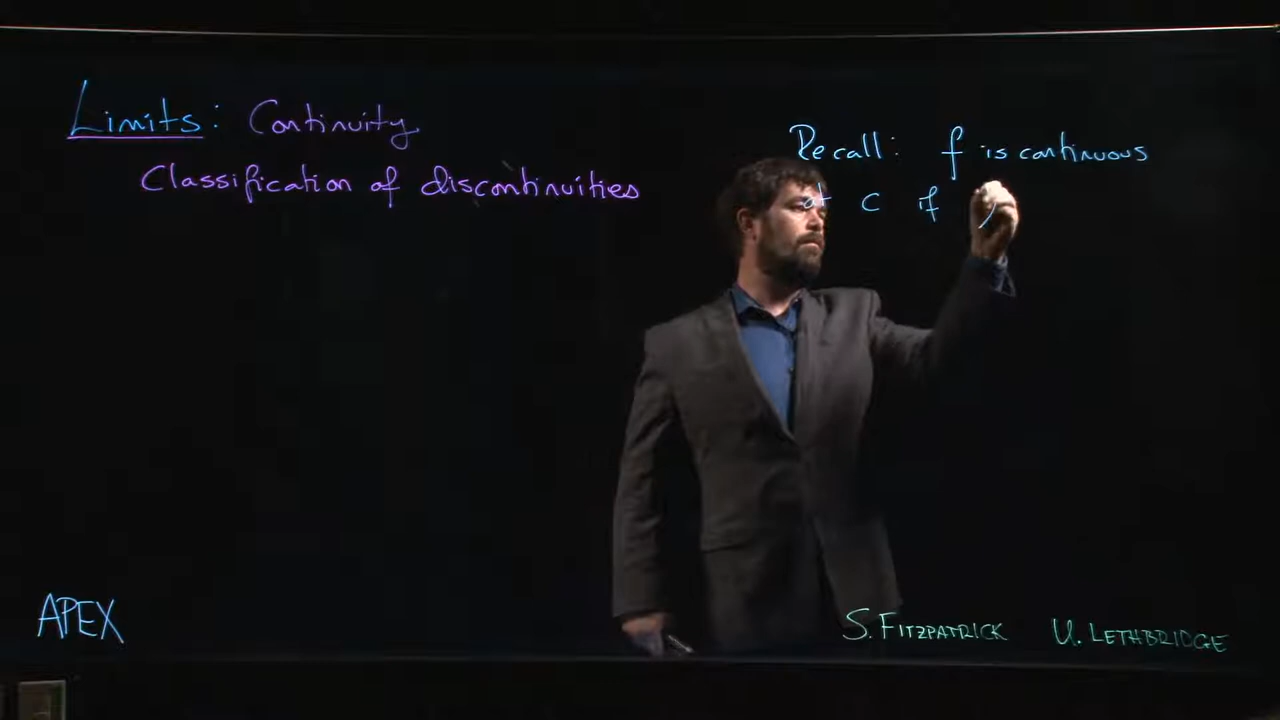 Limits: Continuity
Classification of discontinuities
Recall: f is continuous
at c if
APEX
S. FITZPATRICK U. LETHBRIDGE